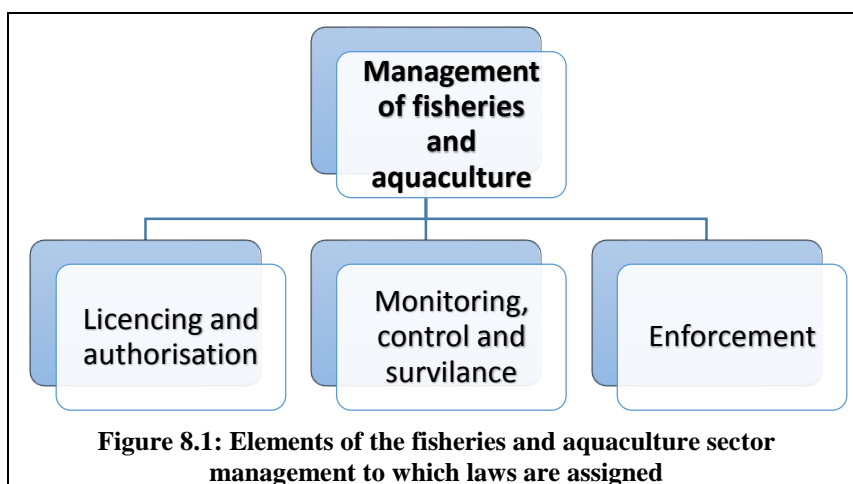 Management
of fisheries
and
aquaculture
Licencing and
authorisation
Monitoring,
control and
survilance
Enforcement
Figure 8.1: Elements of the fisheries and aquaculture sector
management to which laws are assigned